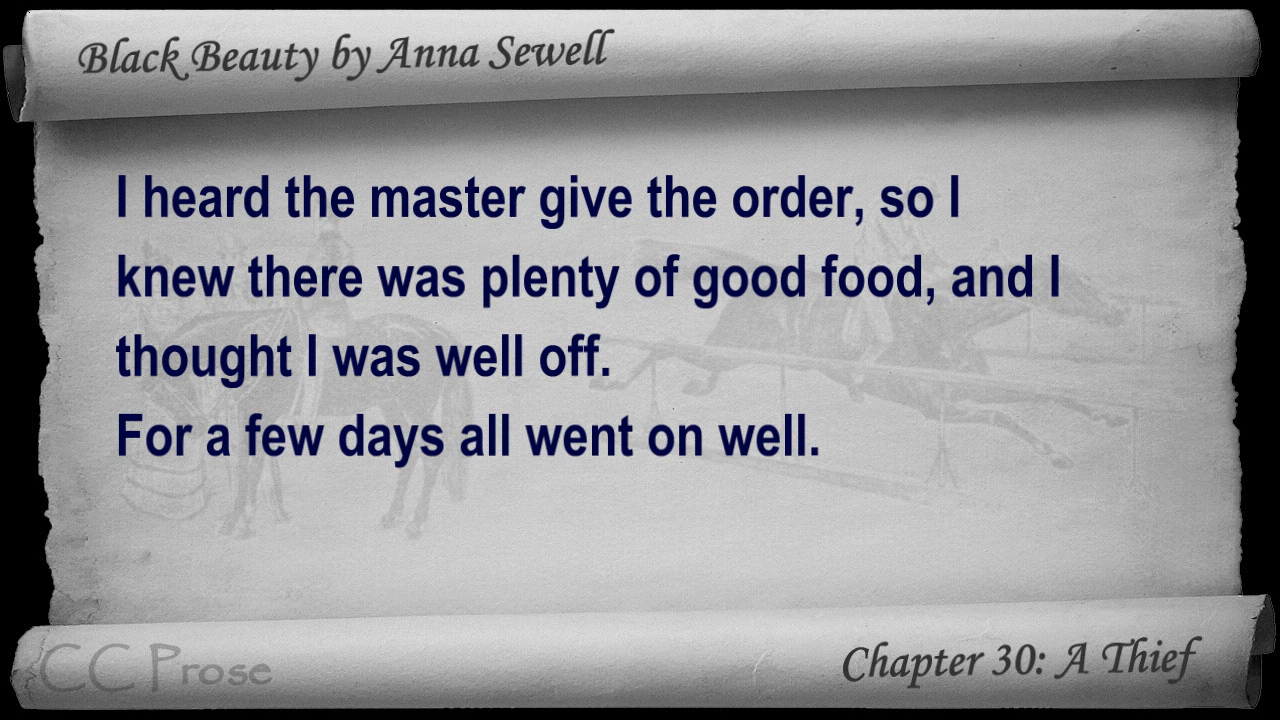 Black Beauty by Anna Sewell
I heard the master give the order, so I
knew there was plenty of good food, and I
thought I was well off.
For a few days all went on well.
CC Prose
Chapter 30: A Thief